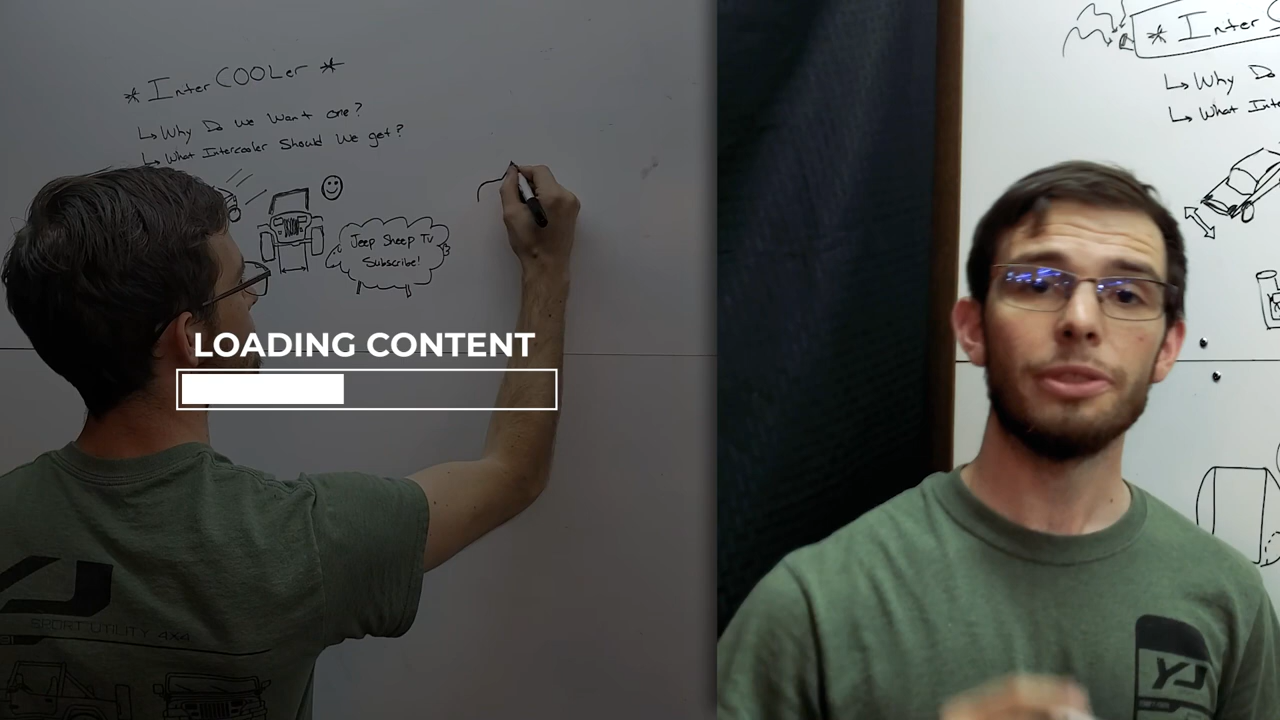 * InterCOOLer *
↳ Why Do We Want one?
↳ What Intercooler Should We get?
Jeep Sheep Tv
Subscribe!
LOADING CONTENT
YJ
SPORT UTILITY 4x4
* Inter
↳ Why Do
↳ What Inte
YJ